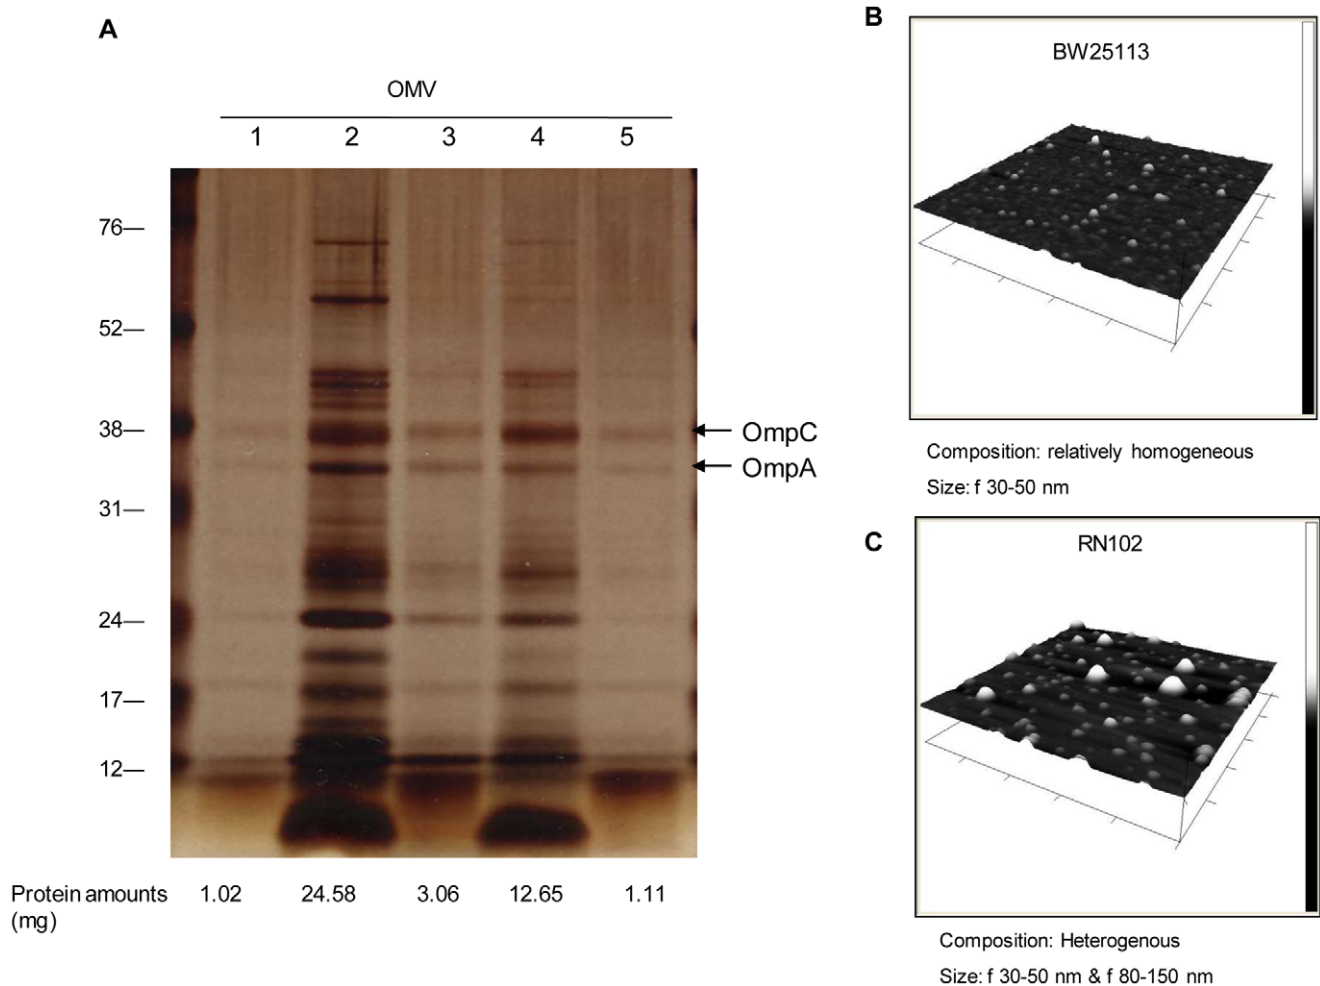 A
OMV
1 2 3 4 5
76
52
38
31
24
17
12
OmpC
OmpA
Protein amounts 1.02 24.58 3.06 12.65 1.11
(mg)
B
BW25113
Composition: relatively homogeneous
Size: f 30-50 nm
C
RN102
Composition: Heterogenous
Size: f 30-50 nm & f 80-150 nm